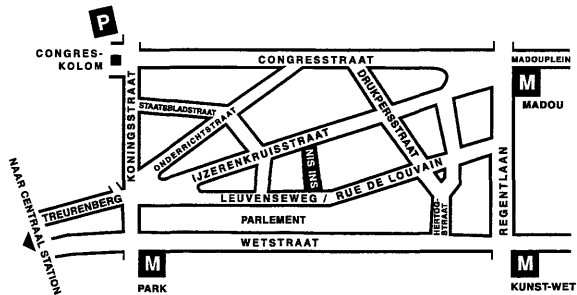 P
CONGRES-
KOLOM
CONGRESSTRAAT
MADOUPLEIN
M
MADOU
KONINGSSTRAAT
STAATSBLADSTRAAT
ONDERRICHTSTRAAT
DRUKPERSSTRAAT
IJZERENKRUISSTRAAT
NIS INS
LEUVENSEWEG / RUE DE LOUVAIN
TREURENBERG
NAAR CENTRAAL STATION
PARLEMENT
HERTOG-
STRAAT
REGENTLAAN
WETSTRAAT
M
PARK
M
KUNST-WET